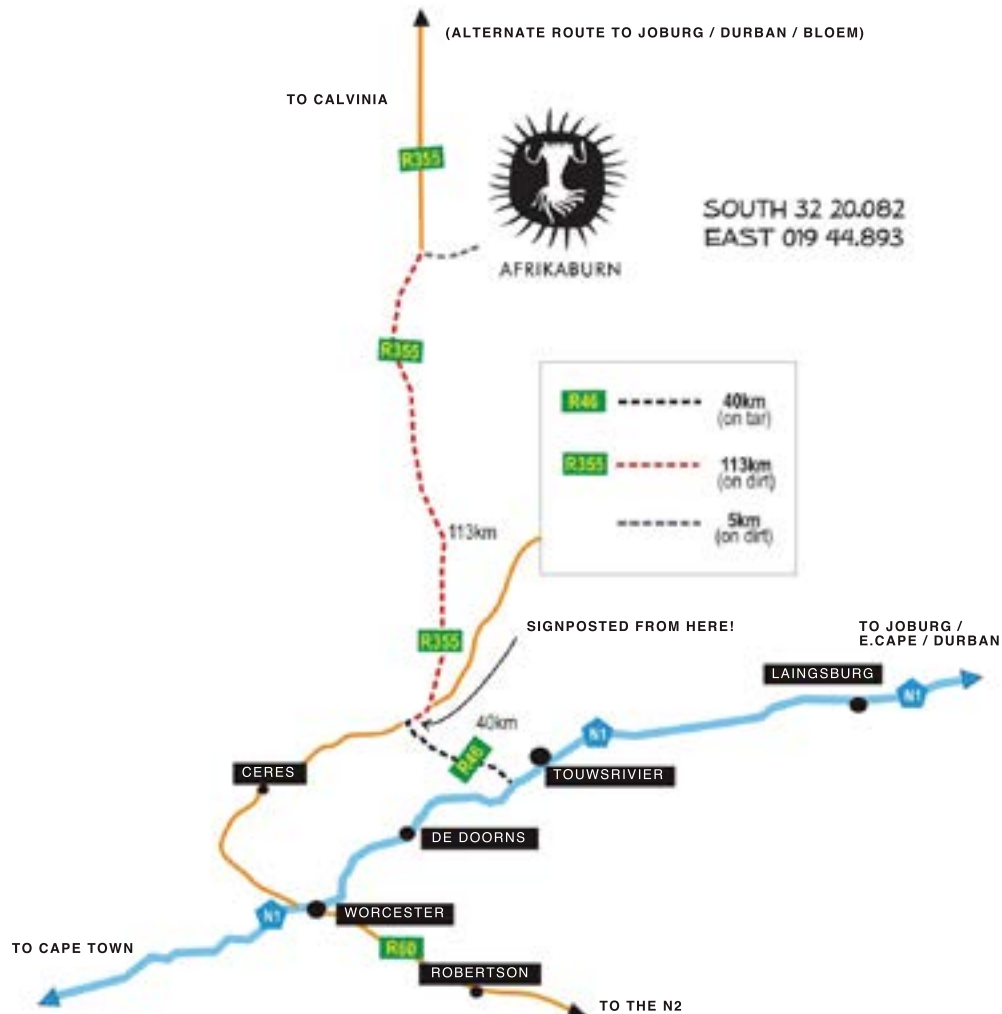 (ALTERNATE ROUTE TO JOBURG / DURBAN / BLOEM)
TO CALVINIA
R355
SOUTH 32 20.082
EAST 019 44.893
AFRIKABURN
R355
R46
40km
(on tar)
R355
113km
(on dirt)
5km
(on dirt)
113km
SIGNPOSTED FROM HERE!
TO JOBURG /
E.CAPE / DURBAN
R355
LAINGSBURG
N1
40km
N1
R46
CERES
TOUWSRIVIER
DE DOORNS
WORCESTER
N1
TO CAPE TOWN
R60
ROBERTSON
TO THE N2